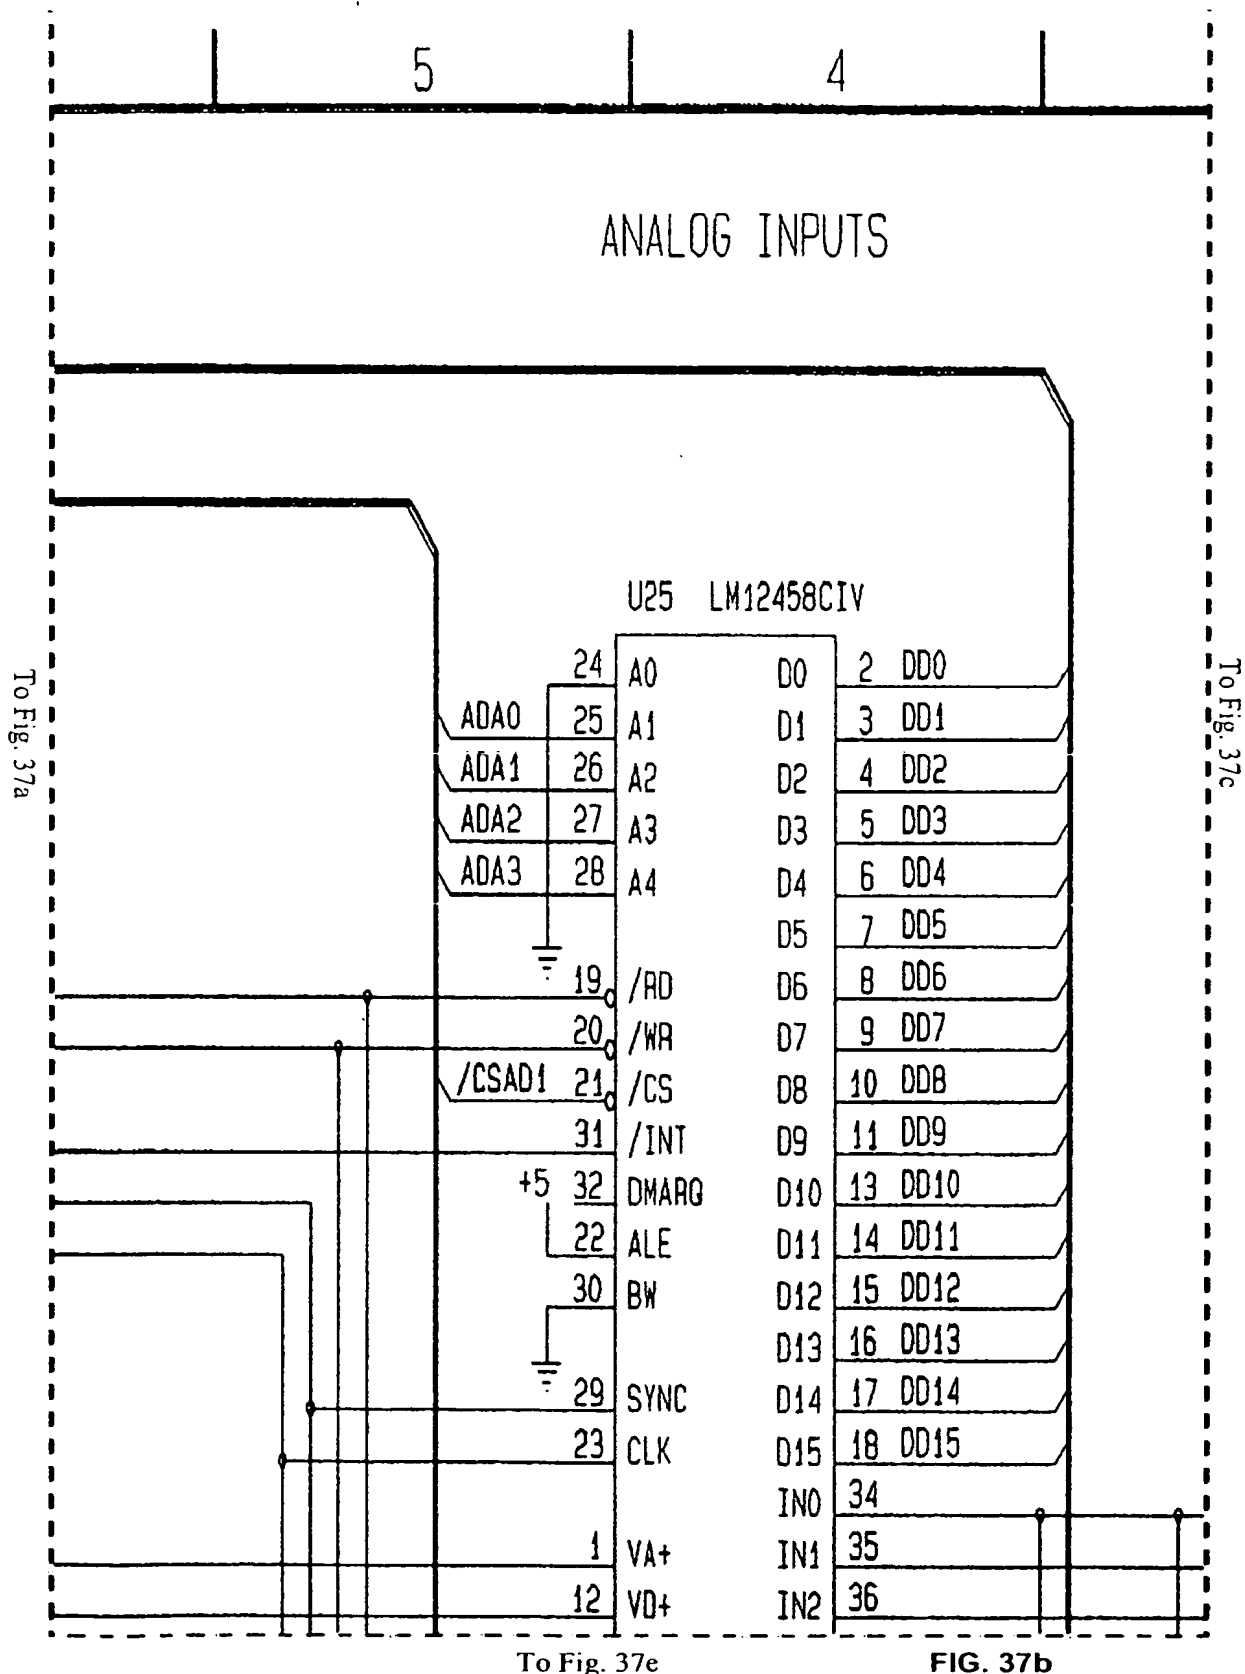 5 4
ANALOG INPUTS
U25 LM12458CIV
24 A0 D0 2 DD0
ADA0 25 A1 D1 3 DD1
ADA1 26 A2 D2 4 DD2
ADA2 27 A3 D3 5 DD3
ADA3 28 A4 D4 6 DD4
D5 7 DD5
19 /RD D6 8 DD6
20 /WR D7 9 DD7
/CSAD1 21 /CS D8 10 DD8
31 /INT D9 11 DD9
+5 32 DMARQ D10 13 DD10
22 ALE D11 14 DD11
30 BW D12 15 DD12
D13 16 DD13
29 SYNC D14 17 DD14
23 CLK D15 18 DD15
IN0 34
1 VA+ IN1 35
12 VD+ IN2 36
To Fig. 37a
To Fig. 37c
To Fig. 37e
FIG. 37b